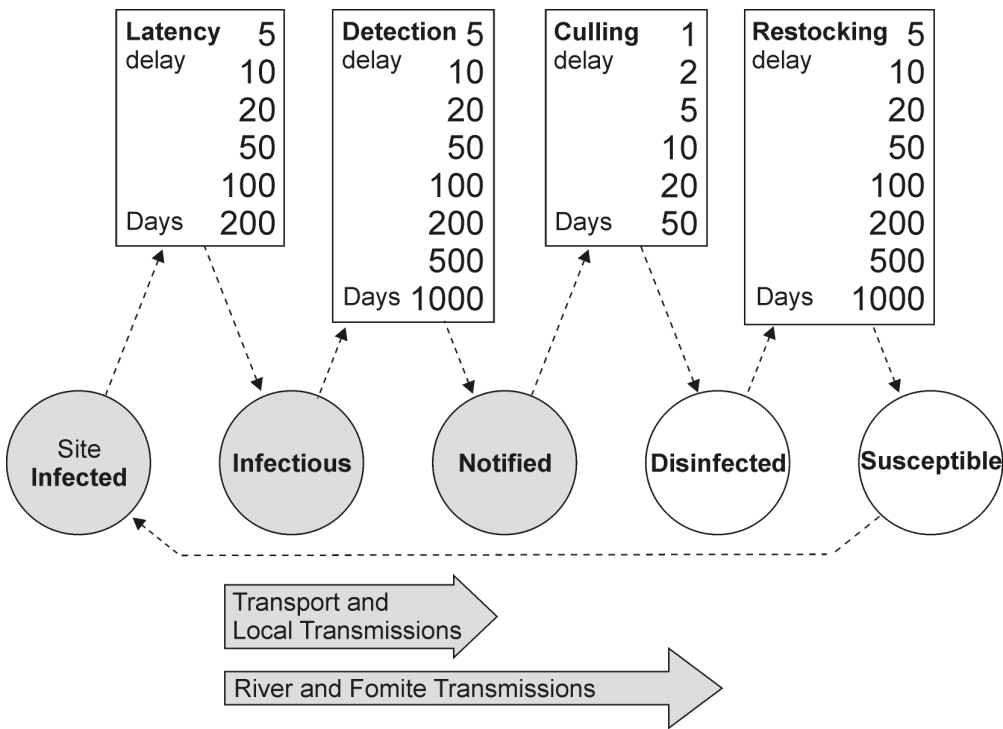 Latency 5
delay
10
20
50
100
Days 200
Detection 5
delay
10
20
50
100
200
500
Days 1000
Culling 1
delay
2
5
10
20
Days 50
Restocking 5
delay
10
20
50
100
200
500
Days 1000
Site
Infected
Infectious
Notified
Disinfected
Susceptible
Transport and
Local Transmissions
River and Fomite Transmissions